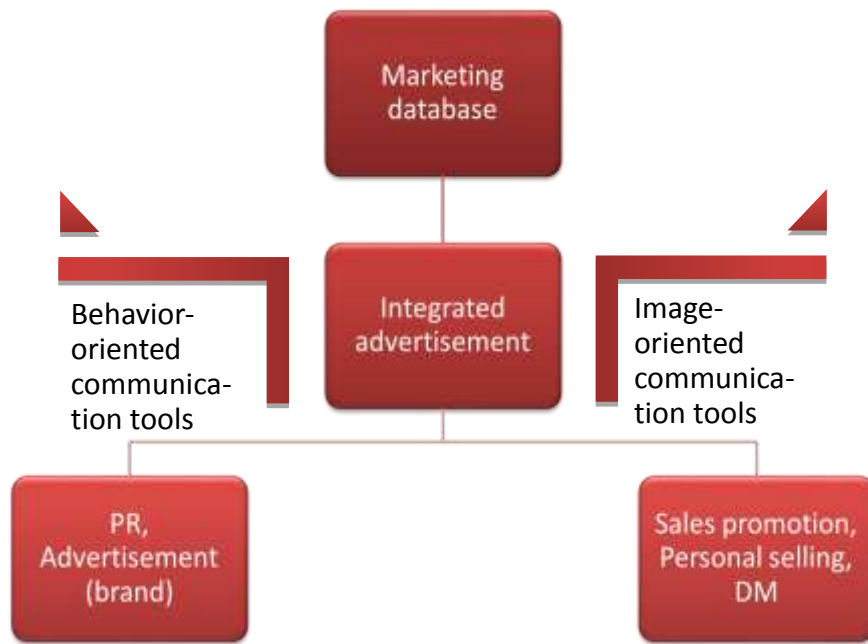 Marketing
database
Behavior-
oriented
communica-
tion tools
Integrated
advertisement
Image-
oriented
communica-
tion tools
PR,
Advertisement
(brand)
Sales promotion,
Personal selling,
DM